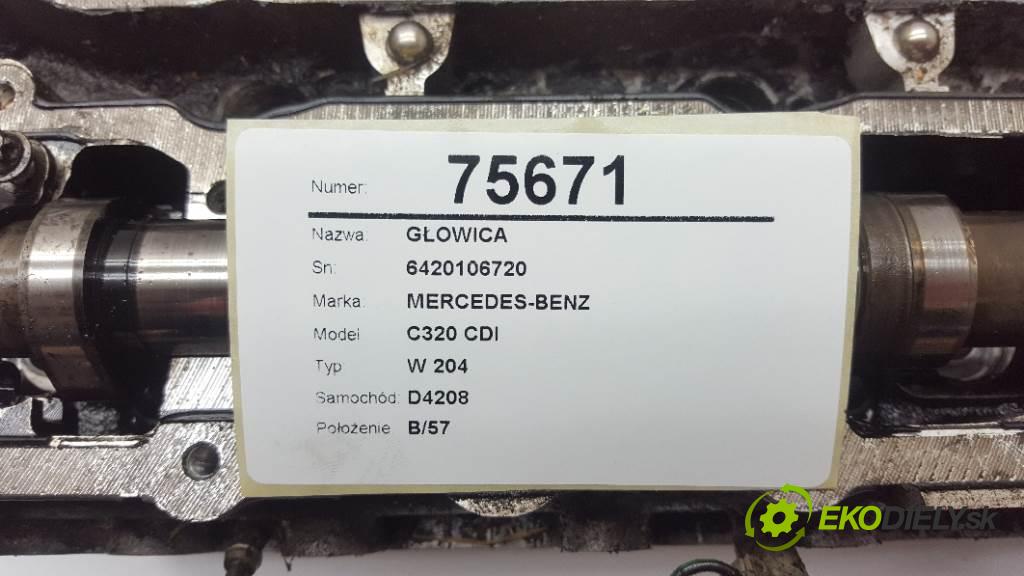 Numer: 75671
Nazwa: GŁOWICA
Sn: 6420106720
Marka: MERCEDES-BENZ
Model C320 CDI
Typ W 204
Samochód: D4208
Położenie B/57
EKODIELY.sk